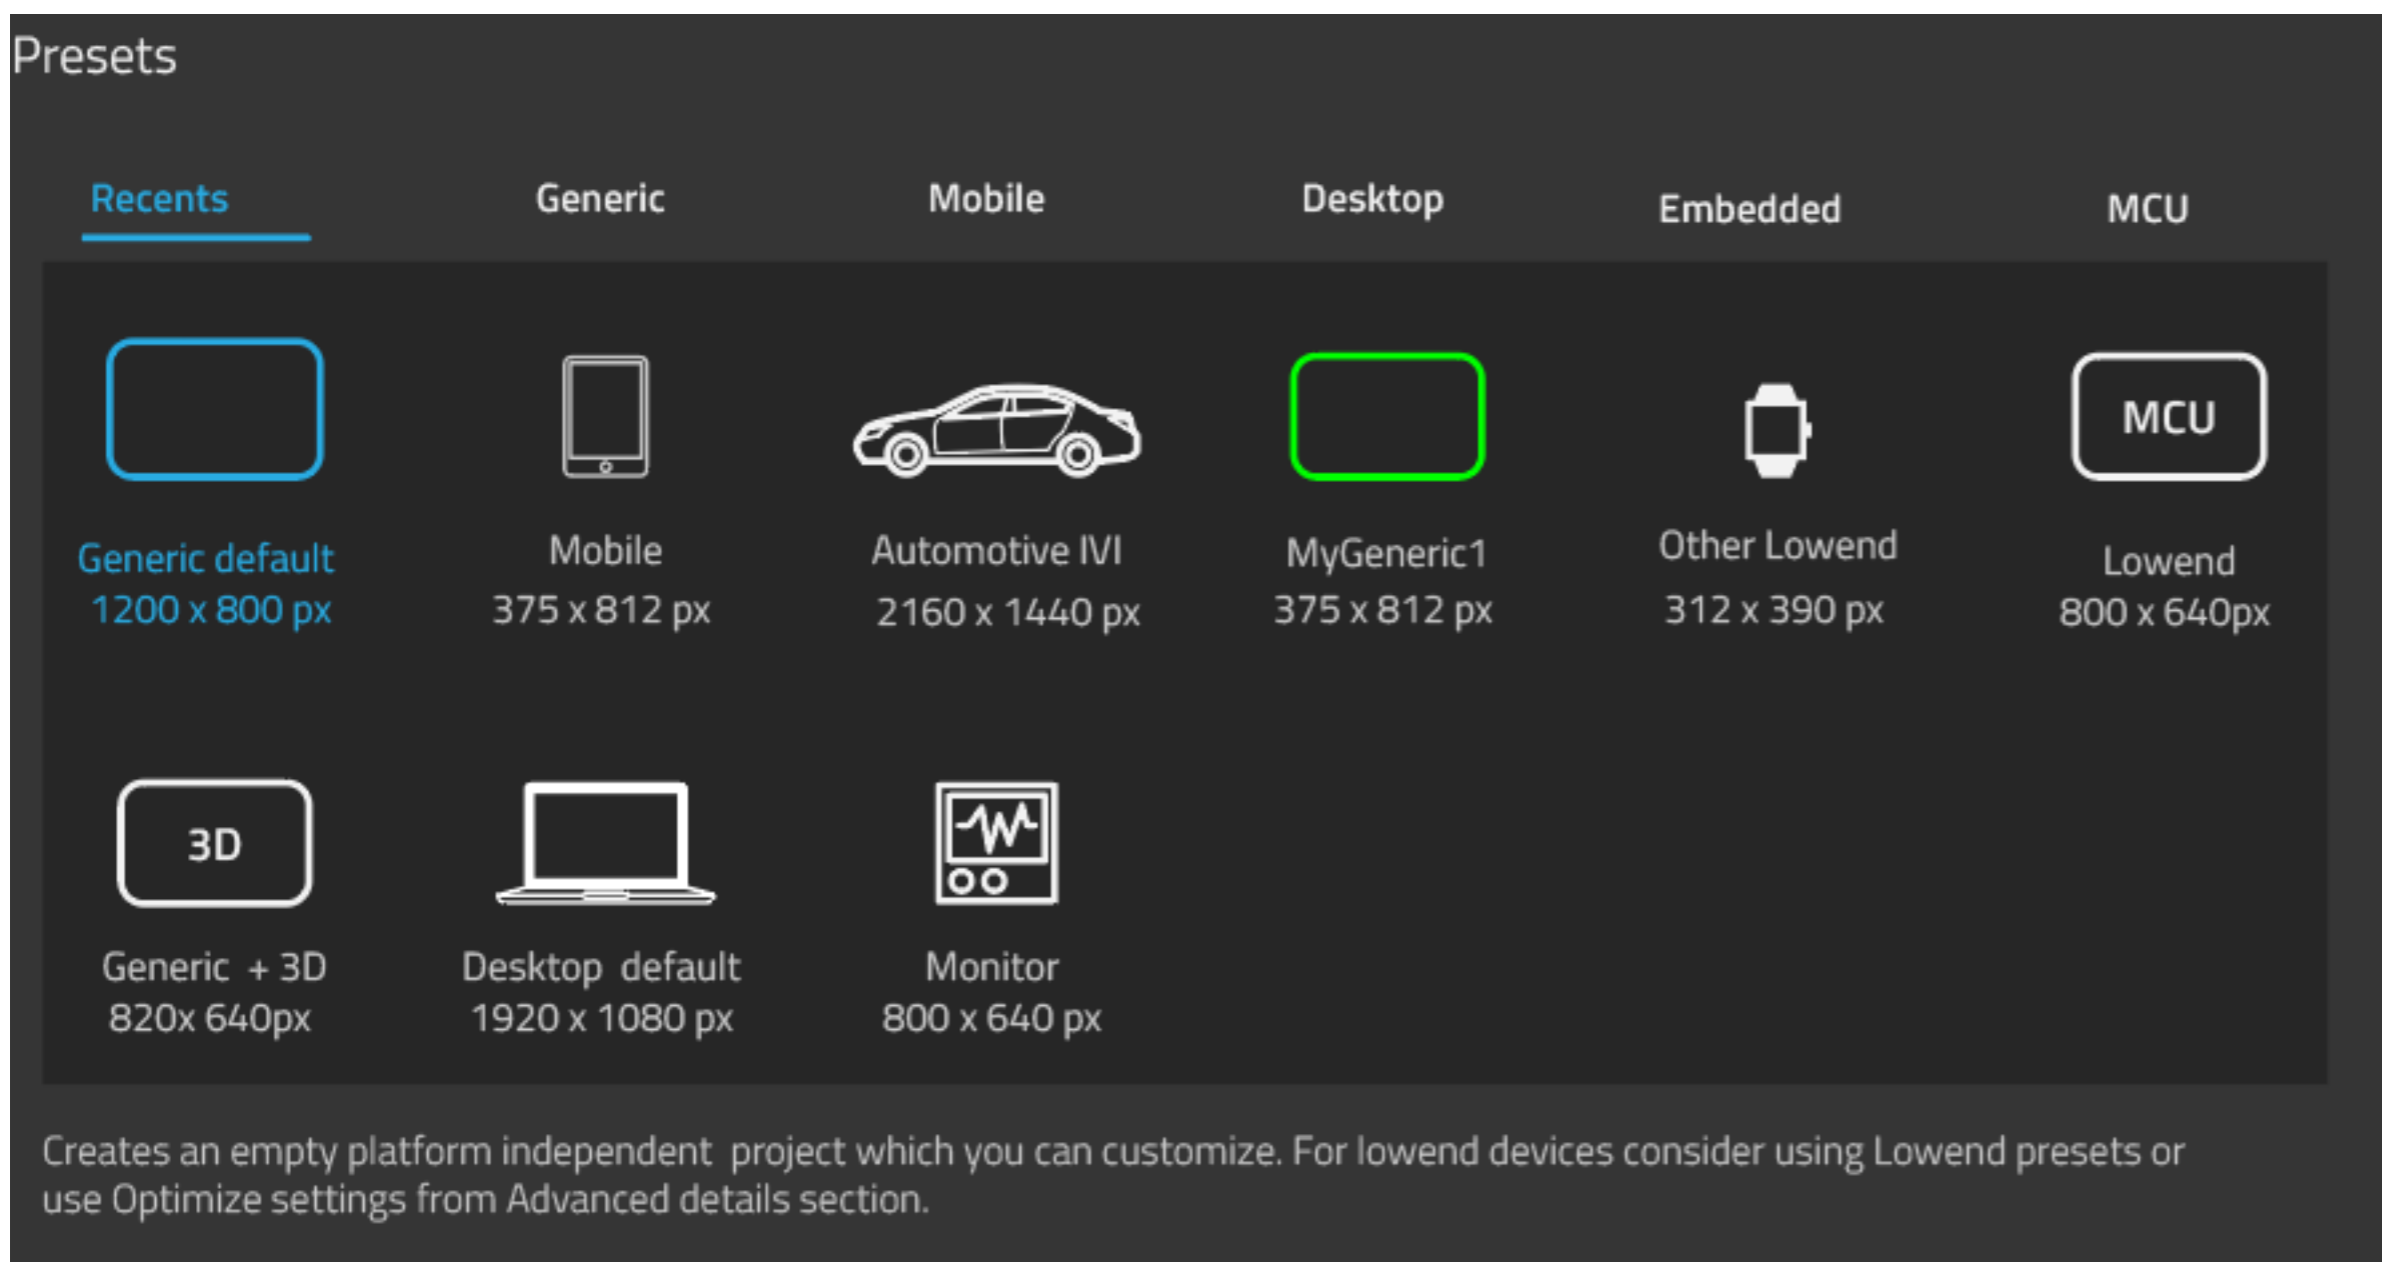 Presets
Recents
Generic
Mobile
Desktop
Embedded
MCU
MCU
Generic default
1200 x 800 px
Mobile
375 x 812 px
Automotive IVI
2160 x 1440 px
MyGeneric1
375 x 812 px
Other Lowend
312 x 390 px
Lowend
800 x 640px
3D
Generic  + 3D
820x 640px
Desktop  default
1920 x 1080 px
Monitor
800 x 640 px
Creates an empty platform independent  project which you can customize. For lowend devices consider using Lowend presets or
use Optimize settings from Advanced details section.